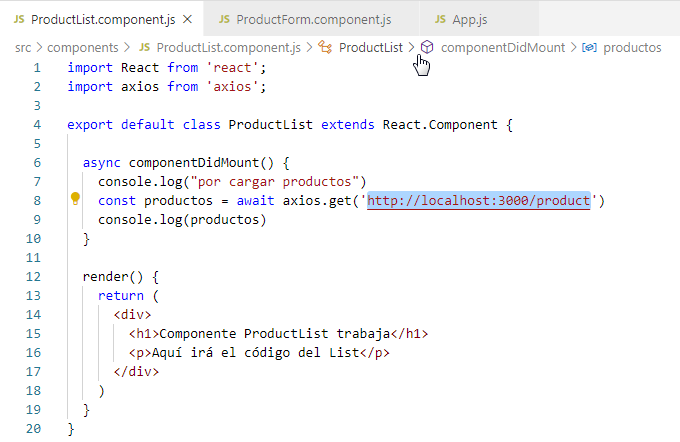 JS ProductList.component.js × JS ProductForm.component.js JS App.js
src > components > JS ProductList.component.js > ProductList > componentDidMount > productos
1 import React from 'react';
2 import axios from 'axios';
3
4 export default class ProductList extends React.Component {
5
6 async componentDidMount() {
7 console.log("por cargar productos")
8 const productos = await axios.get('http://localhost:3000/product')
9 console.log(productos)
10 }
11
12 render() {
13 return (
14 <div>
15 <h1>Componente ProductList trabaja</h1>
16 <p>Aquí irá el código del List</p>
17 </div>
18 )
19 }
20 }